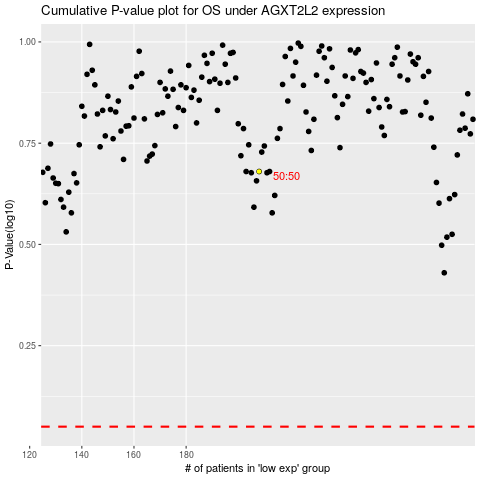 Cumulative P-value plot for OS under AGXT2L2 expression
P-Value(log10)
1.00
0.75
0.50
0.25
50:50
120 140 160 180
# of patients in 'low exp' group